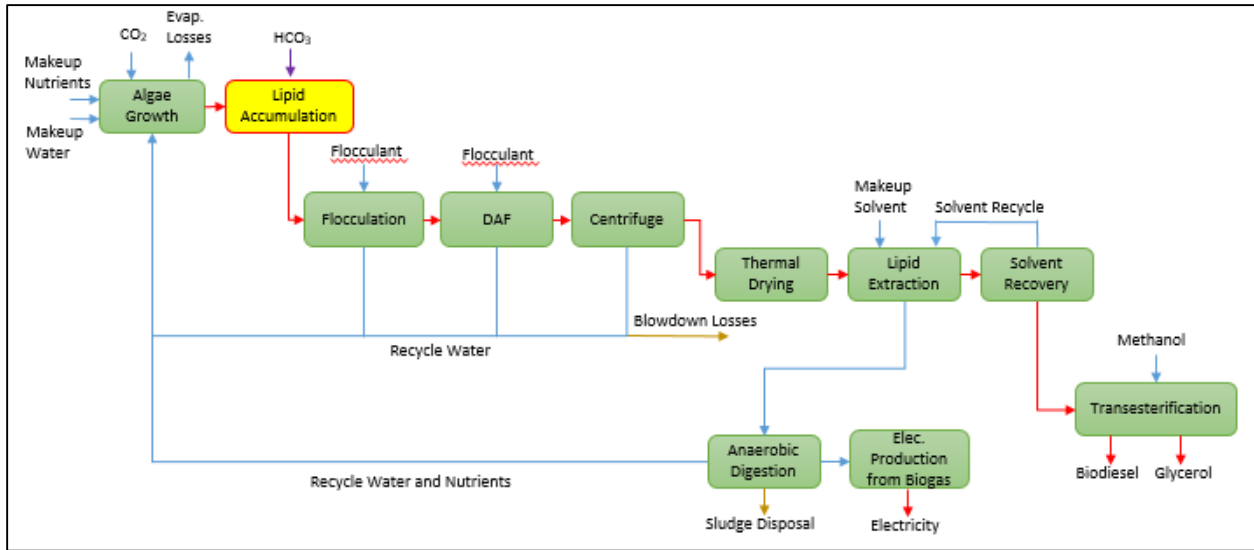 Evap.
Losses
CO₂
HCO₃
Makeup
Nutrients
Algae
Growth
Lipid
Accumulation
Makeup
Water
Flocculant
Flocculant
Makeup
Solvent
Solvent Recycle
Flocculation
DAF
Centrifuge
Thermal
Drying
Lipid
Extraction
Solvent
Recovery
Blowdown Losses
Recycle Water
Methanol
Transesterification
Anaerobic
Digestion
Elec.
Production
from Biogas
Biodiesel
Glycerol
Recycle Water and Nutrients
Sludge Disposal
Electricity